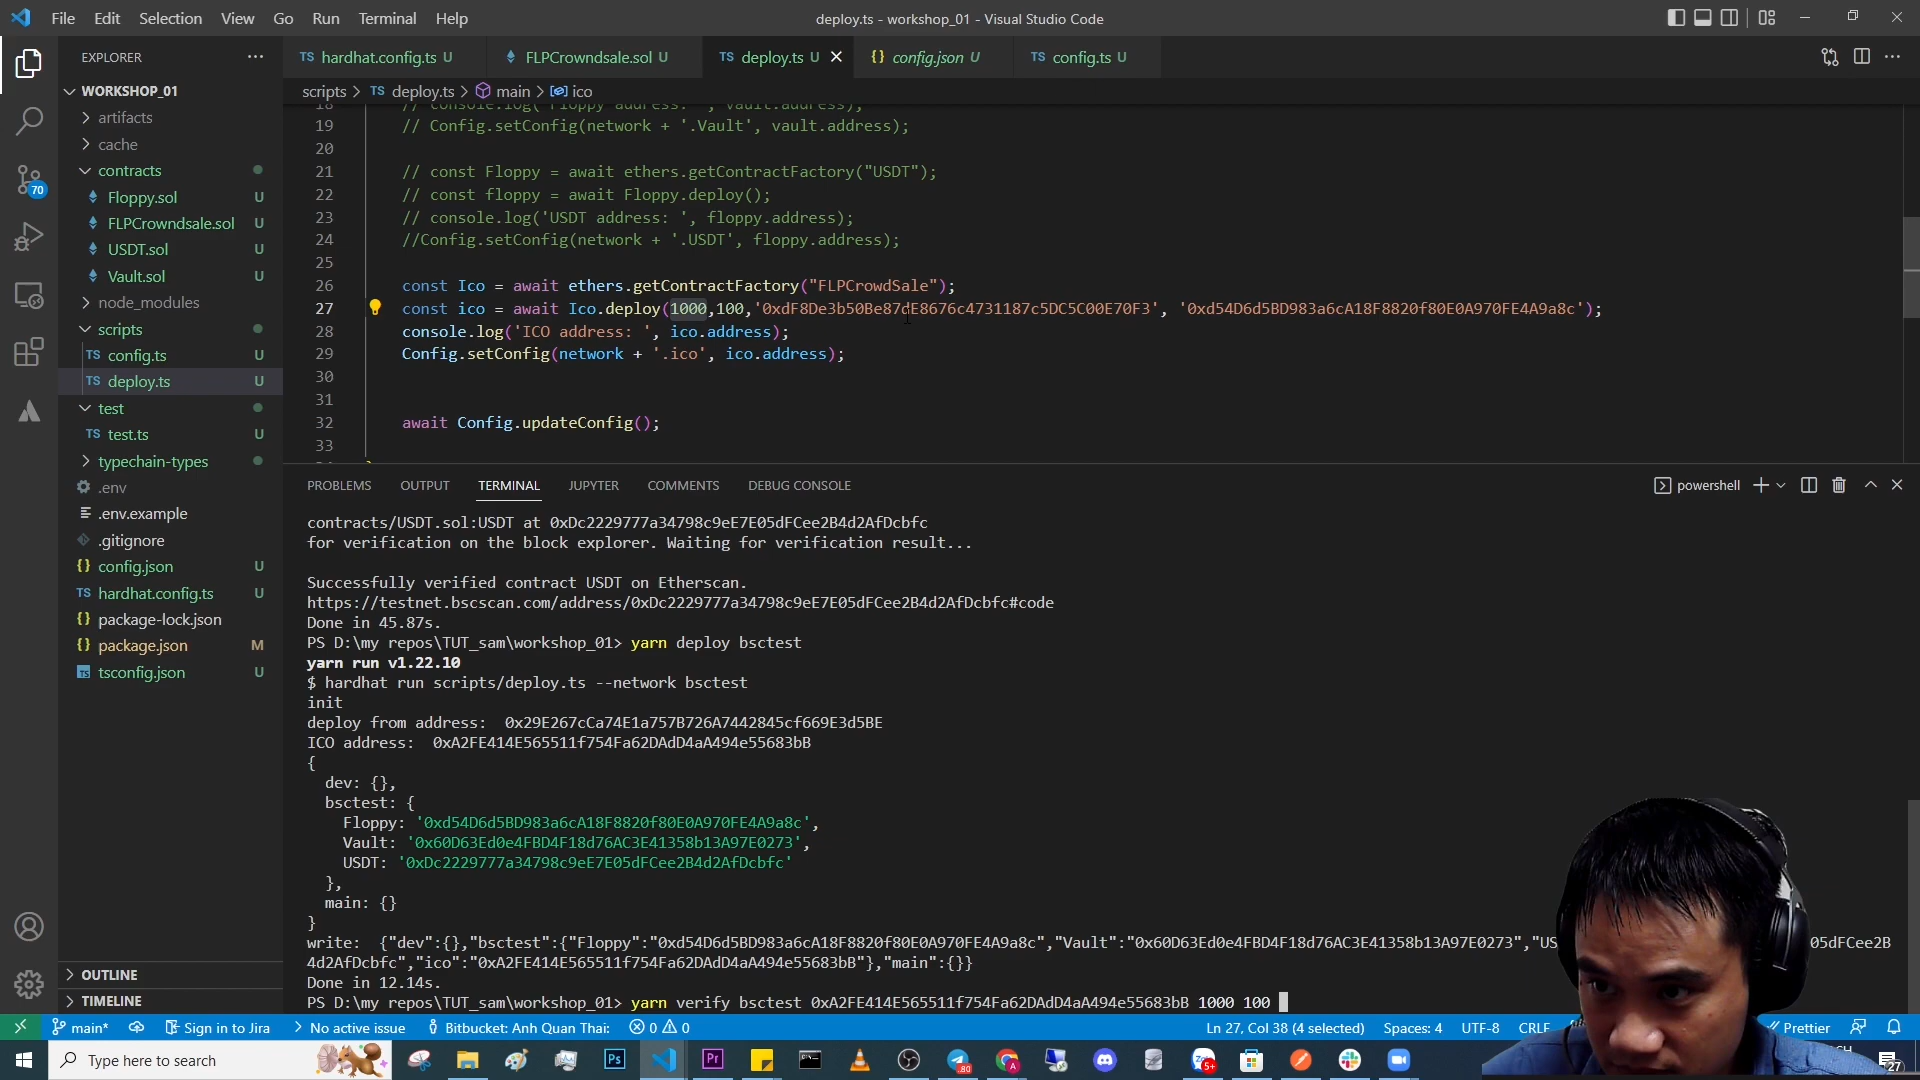 File Edit Selection View Go Run Terminal Help
deploy.ts - workshop_01 - Visual Studio Code
EXPLORER
WORKSHOP_01
artifacts
cache
contracts
Floppy.sol U
FLPCrowndsale.sol U
USDT.sol U
Vault.sol U
node_modules
scripts
config.ts U
deploy.ts U
test
test.ts U
typechain-types
.env
.env.example
.gitignore
config.json U
hardhat.config.ts U
package-lock.json
package.json M
tsconfig.json U
OUTLINE
TIMELINE
70
hardhat.config.ts U
FLPCrowndsale.sol U
deploy.ts U
config.json U
config.ts U
scripts > deploy.ts > main > ico
18 // console.log('Floppy address: ', vault.address);
19 // Config.setConfig(network + '.Vault', vault.address);
20
21 // const Floppy = await ethers.getContractFactory("USDT");
22 // const floppy = await Floppy.deploy();
23 // console.log('USDT address: ', floppy.address);
24 //Config.setConfig(network + '.USDT', floppy.address);
25
26 const Ico = await ethers.getContractFactory("FLPCrowdSale");
27 const ico = await Ico.deploy(1000,100,'0xdF8De3b50Be87dE8676c4731187c5DC5C00E70F3', '0xd54D6d5BD983a6cA18F8820f80E0A970FE4A9a8c');
28 console.log('ICO address: ', ico.address);
29 Config.setConfig(network + '.ico', ico.address);
30
31
32 await Config.updateConfig();
33
PROBLEMS OUTPUT TERMINAL JUPYTER COMMENTS DEBUG CONSOLE
powershell
contracts/USDT.sol:USDT at 0xDc2229777a34798c9eE7E05dFCee2B4d2AfDcbfc
for verification on the block explorer. Waiting for verification result...
Successfully verified contract USDT on Etherscan.
https://testnet.bscscan.com/address/0xDc2229777a34798c9eE7E05dFCee2B4d2AfDcbfc#code
Done in 45.87s.
PS D:\my repos\TUT_sam\workshop_01> yarn deploy bsctest
yarn run v1.22.10
$ hardhat run scripts/deploy.ts --network bsctest
init
deploy from address: 0x29E267cCa74E1a757B726A7442845cf669E3d5BE
ICO address: 0xA2FE414E565511f754Fa62DAdD4aA494e55683bB
{
dev: {},
bsctest: {
Floppy: '0xd54D6d5BD983a6cA18F8820f80E0A970FE4A9a8c',
Vault: '0x60D63Ed0e4FBD4F18d76AC3E41358b13A97E0273',
USDT: '0xDc2229777a34798c9eE7E05dFCee2B4d2AfDcbfc'
},
main: {}
}
write: {"dev":{},"bsctest":{"Floppy":"0xd54D6d5BD983a6cA18F8820f80E0A970FE4A9a8c","Vault":"0x60D63Ed0e4FBD4F18d76AC3E41358b13A97E0273","US 05dFCee2B
4d2AfDcbfc","ico":"0xA2FE414E565511f754Fa62DAdD4aA494e55683bB"},"main":{}}
Done in 12.14s.
PS D:\my repos\TUT_sam\workshop_01> yarn verify bsctest 0xA2FE414E565511f754Fa62DAdD4aA494e55683bB 1000 100
main* Sign in to Jira No active issue Bitbucket: Anh Quan Thai: 0 0
Ln 27, Col 38 (4 selected) Spaces: 4 UTF-8 CRLF Prettier
Type here to search
Ps
Pr
27